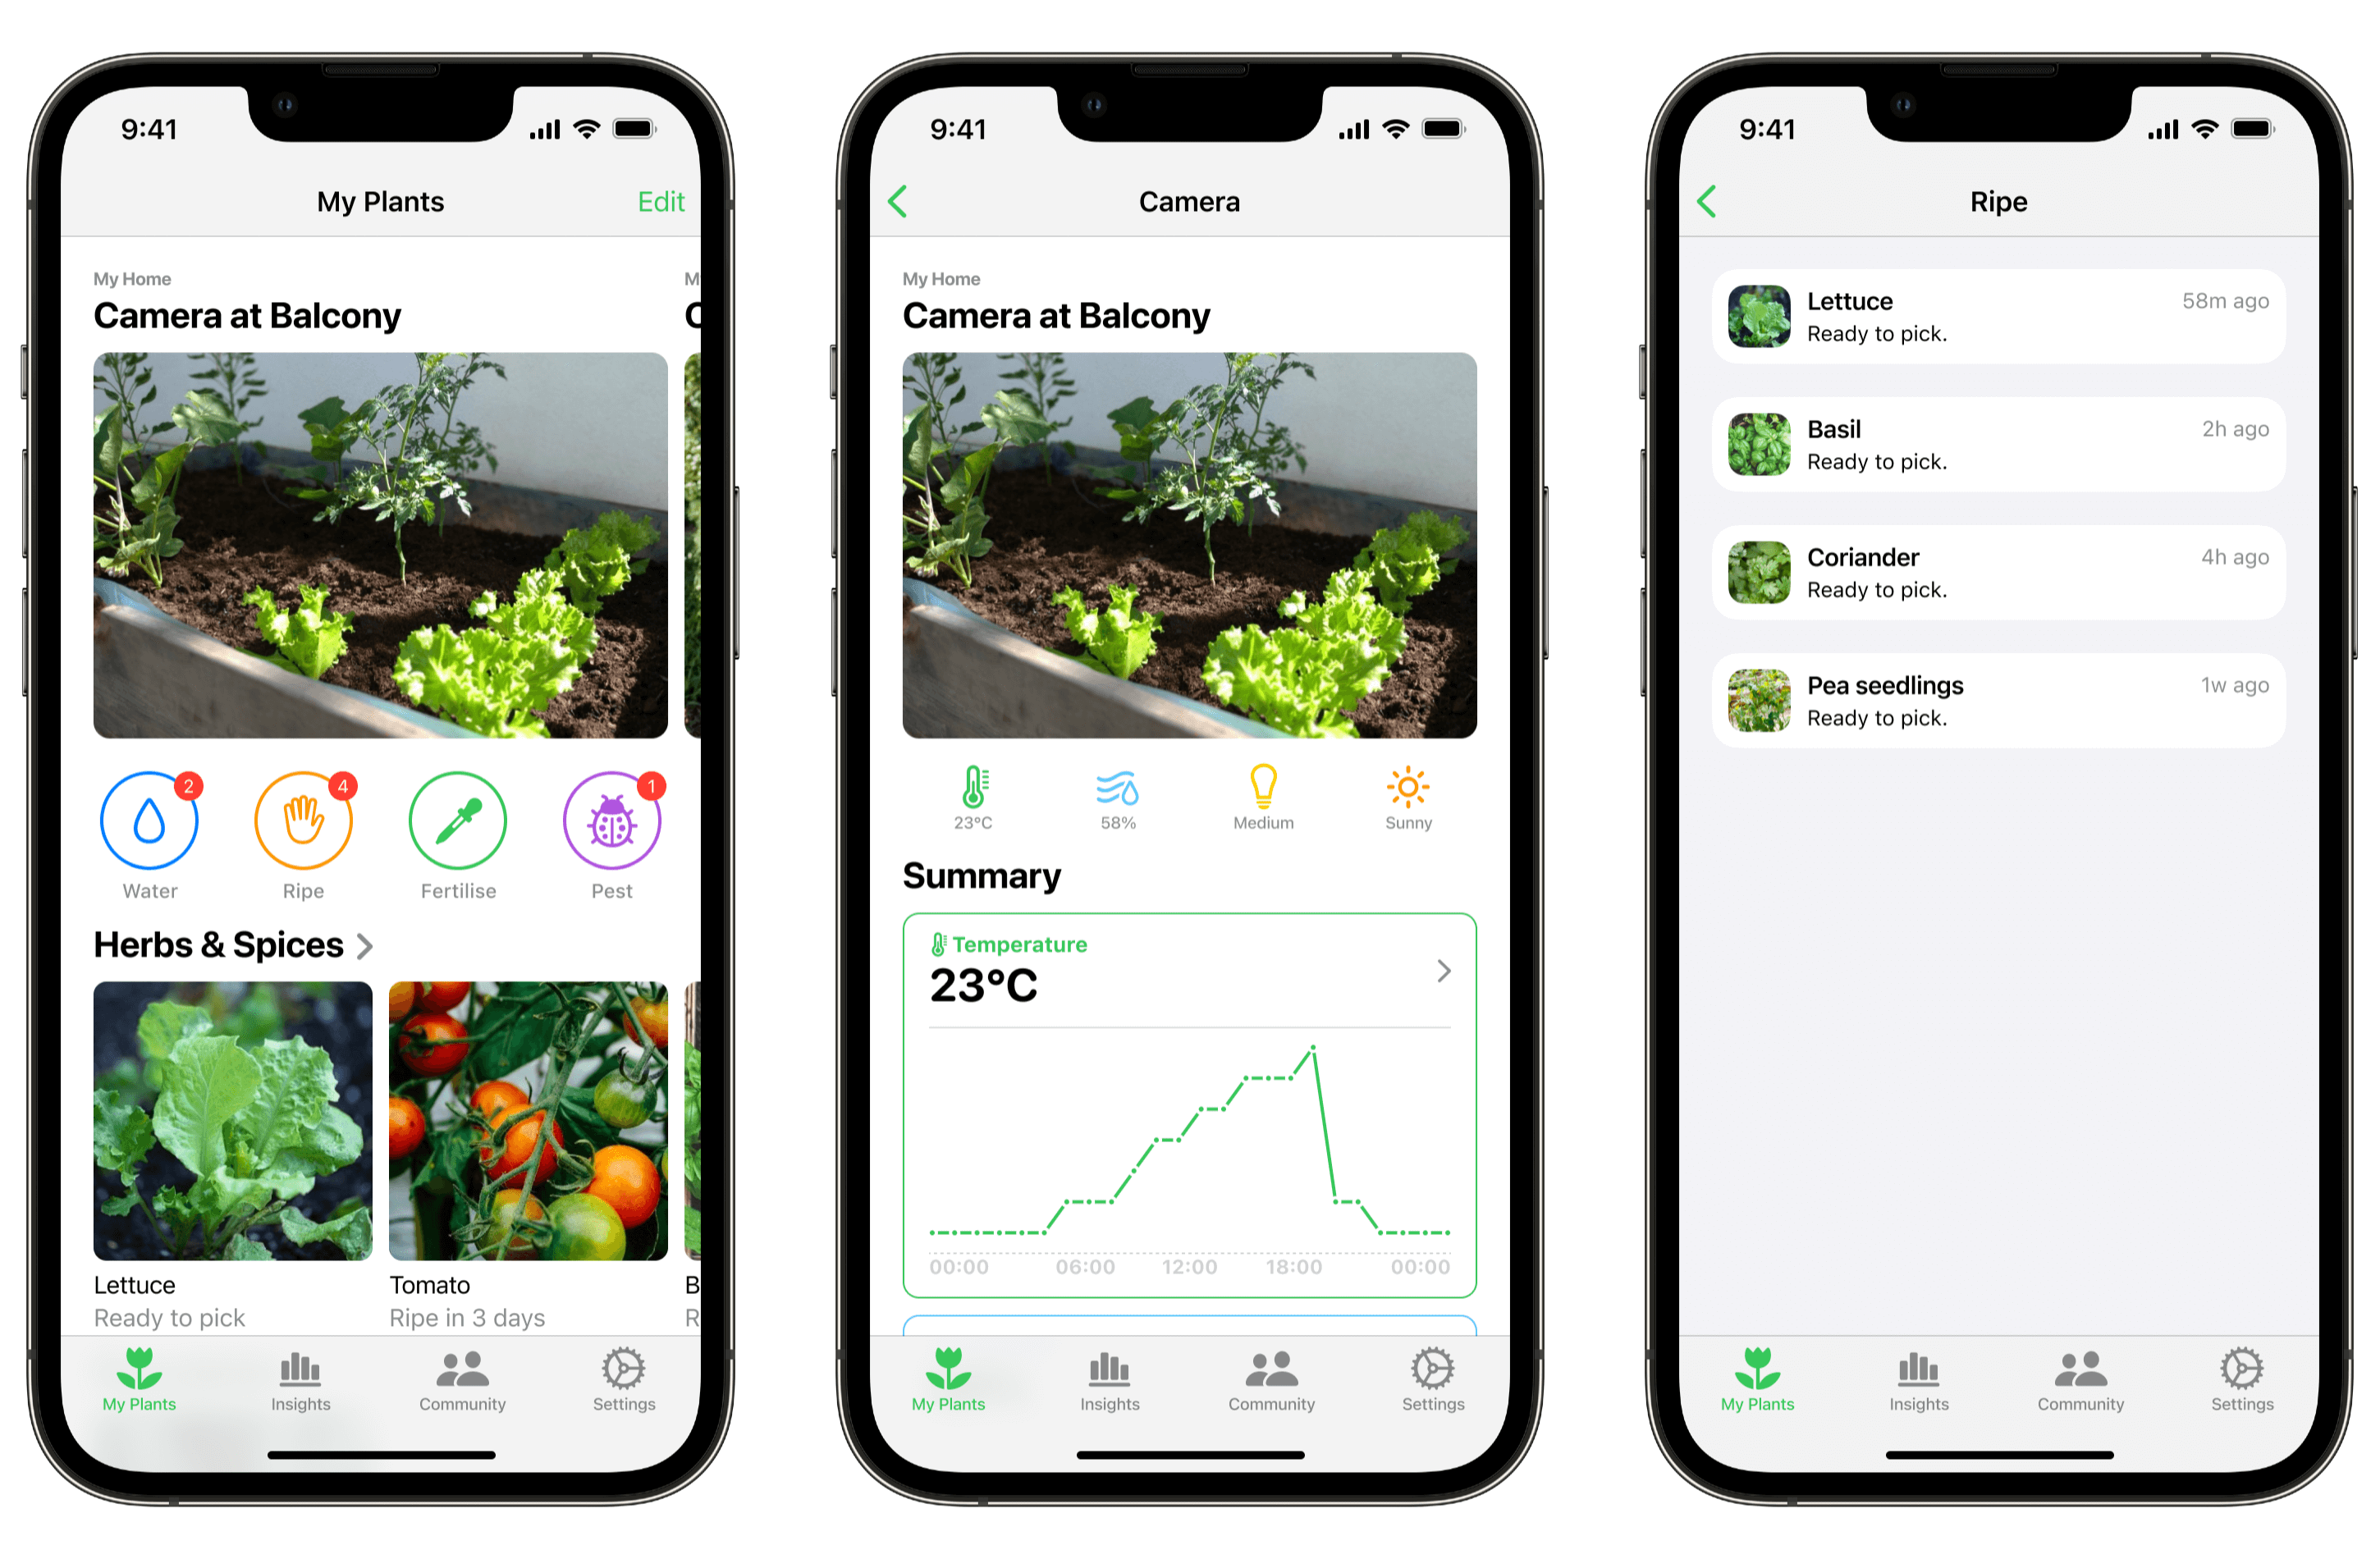 9:41
My Plants
Edit
My Home
M
Camera at Balcony
C
2
4
1
Water
Ripe
Fertilise
Pest
Herbs & Spices
Lettuce
Tomato
B
Ready to pick
Ripe in 3 days
R
My Plants
Insights
Community
Settings
9:41
Camera
My Home
Camera at Balcony
23°C
58%
Medium
Sunny
Summary
Temperature
23°C
00:00
06:00
12:00
18:00
00:00
My Plants
Insights
Community
Settings
9:41
Ripe
Lettuce
58m ago
Ready to pick.
Basil
2h ago
Ready to pick.
Coriander
4h ago
Ready to pick.
Pea seedlings
1w ago
Ready to pick.
My Plants
Insights
Community
Settings